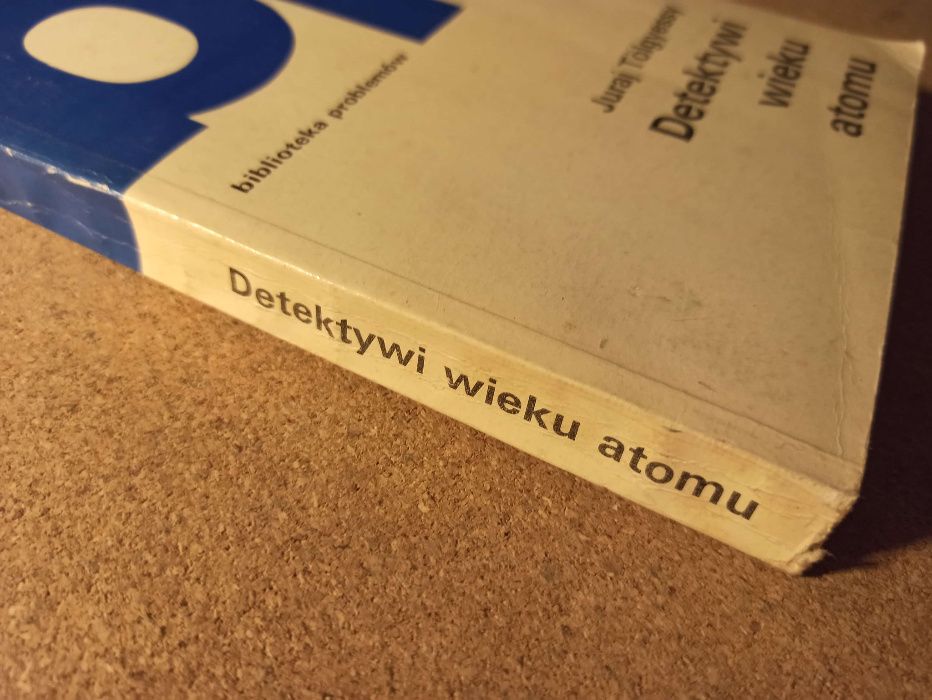 Juraj Tölgyessy
Detektywi
wieku
atomu
biblioteka problemów
Detektywi wieku atomu